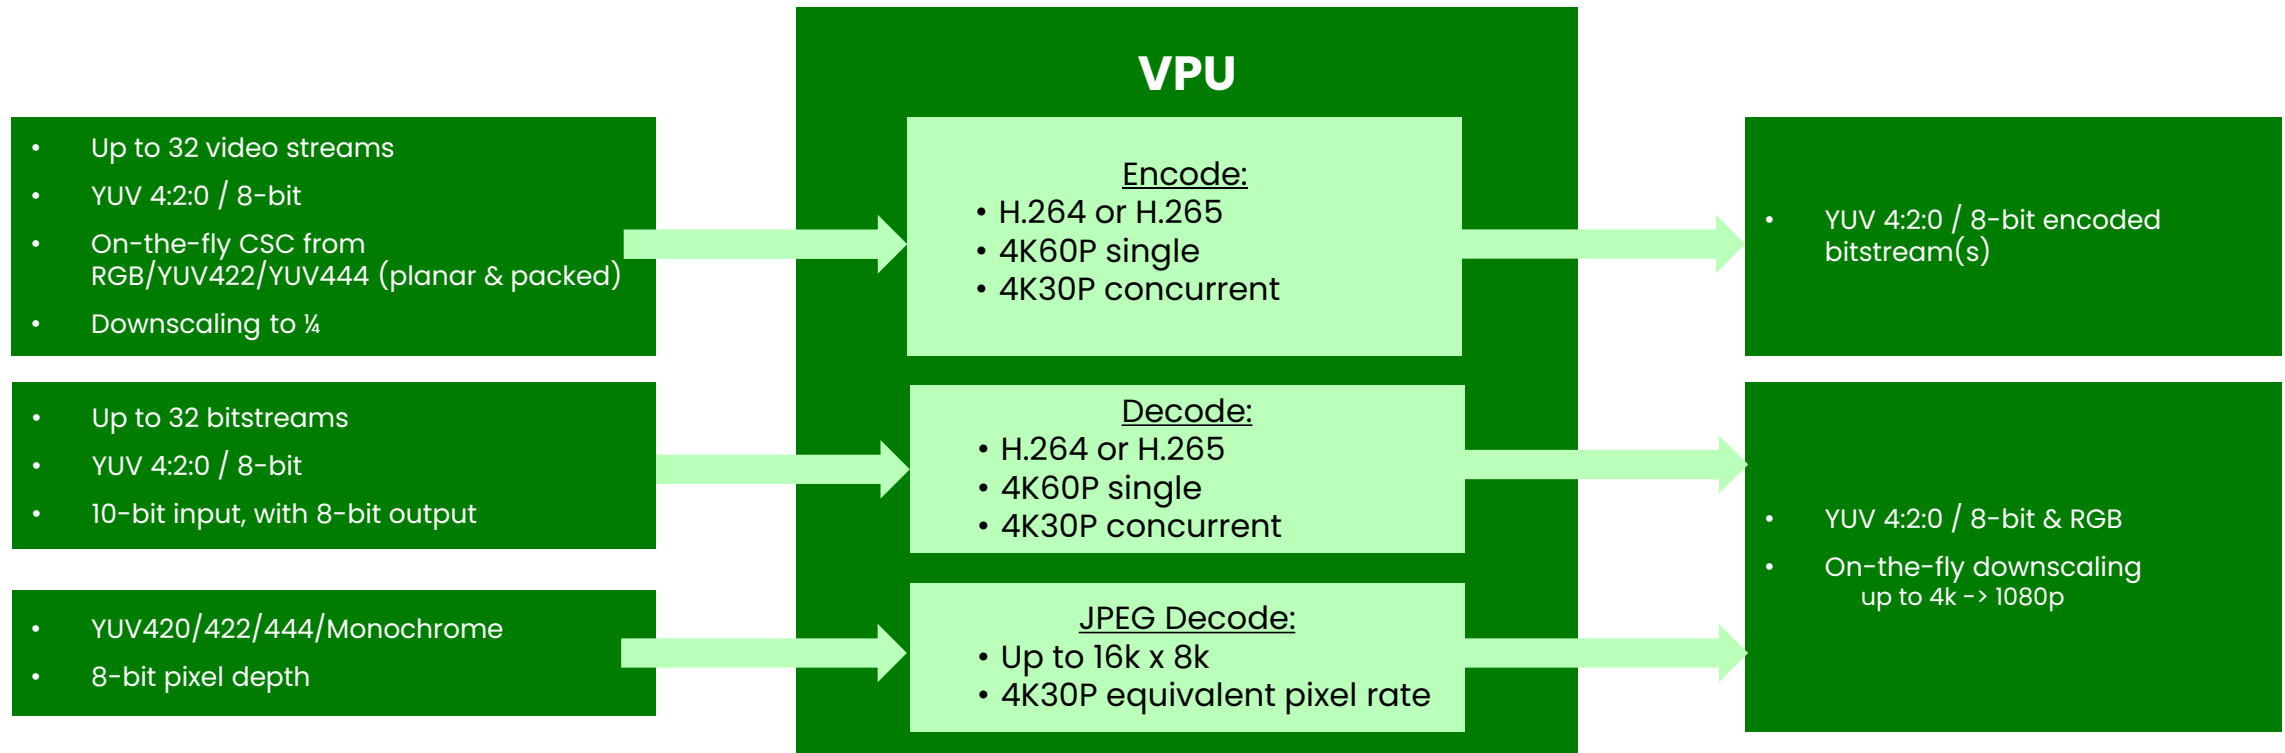 VPU
• Up to 32 video streams
• YUV 4:2:0 / 8-bit
• On-the-fly CSC from
RGB/YUV422/YUV444 (planar & packed)
• Downscaling to ¼
Encode:
• H.264 or H.265
• 4K60P single
• 4K30P concurrent
• YUV 4:2:0 / 8-bit encoded
bitstream(s)
• Up to 32 bitstreams
• YUV 4:2:0 / 8-bit
• 10-bit input, with 8-bit output
Decode:
• H.264 or H.265
• 4K60P single
• 4K30P concurrent
• YUV420/422/444/Monochrome
• 8-bit pixel depth
JPEG Decode:
• Up to 16k x 8k
• 4K30P equivalent pixel rate
• YUV 4:2:0 / 8-bit & RGB
• On-the-fly downscaling
up to 4k -> 1080p